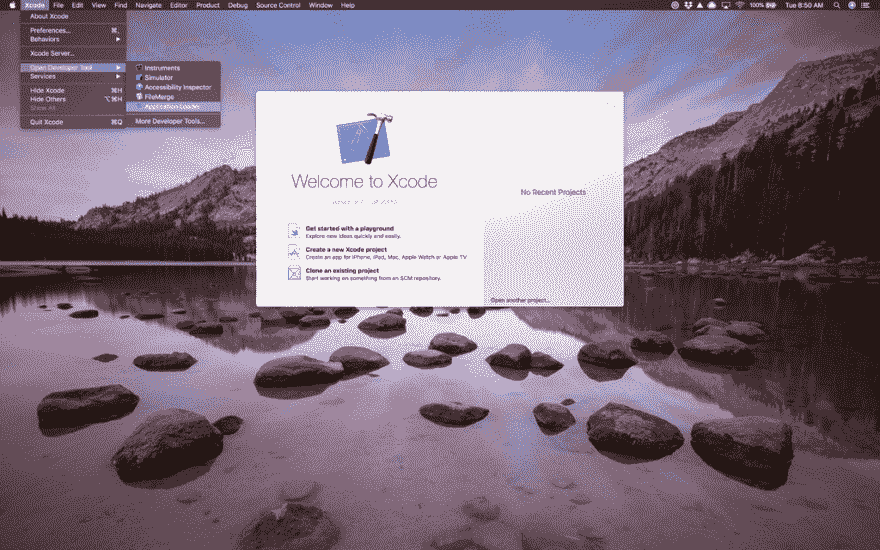 Xcode File Edit View Find Navigate Editor Product Debug Source Control Window Help 100% Tue 8:50 AM
About Xcode
Preferences... ⌘,
Behaviors
Xcode Server...
Open Developer Tool
Services
Hide Xcode ⌘H
Hide Others ⌥⌘H
Show All
Quit Xcode ⌘Q
Instruments
Simulator
Accessibility Inspector
FileMerge
Application Loader
More Developer Tools...
Welcome to Xcode
Get started with a playground
Explore new ideas quickly and easily.
Create a new Xcode project
Create an app for iPhone, iPad, Mac, Apple Watch or Apple TV.
Clone an existing project
Start working on something from an SCM repository.
No Recent Projects
Open another project...